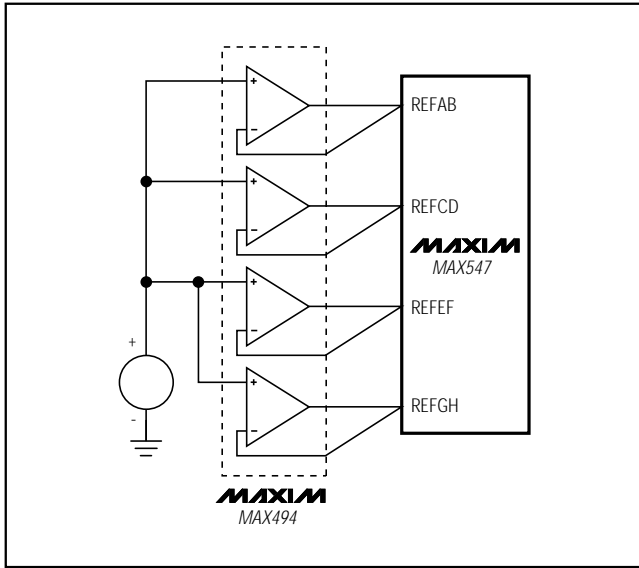 +
-
REFAB
+
-
REFCD
MAXIM
MAX547
+
-
REFEF
+
+
-
REFGH
-
MAXIM
MAX494